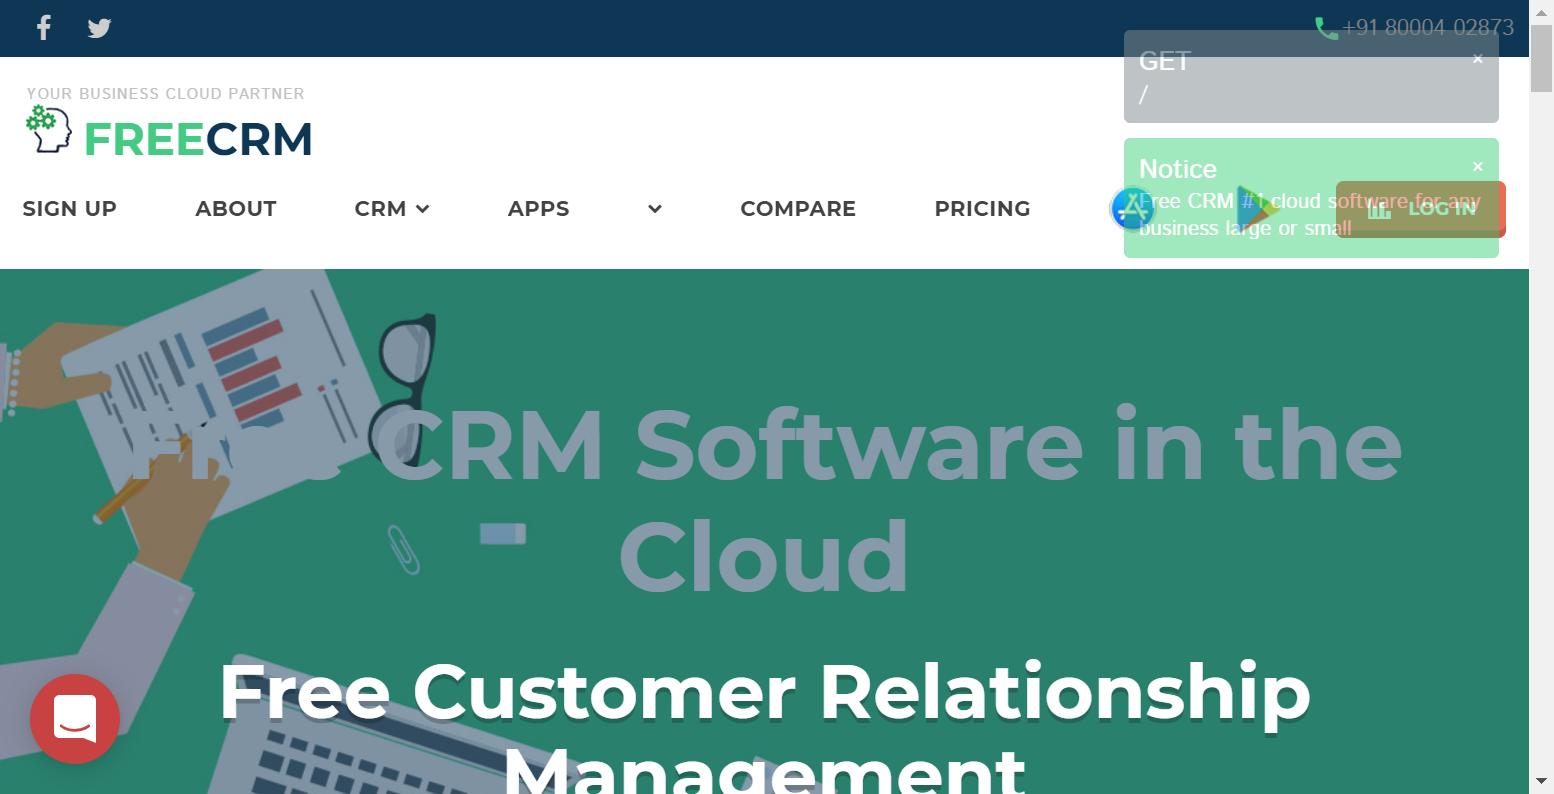 +91 80004 02873
GET
/
YOUR BUSINESS CLOUD PARTNER
FREECRM
Notice
Free CRM #1 cloud software for any
business large or small
SIGN UP ABOUT CRM APPS COMPARE PRICING LOG IN
Free CRM Software in the
Cloud
Free Customer Relationship
Management